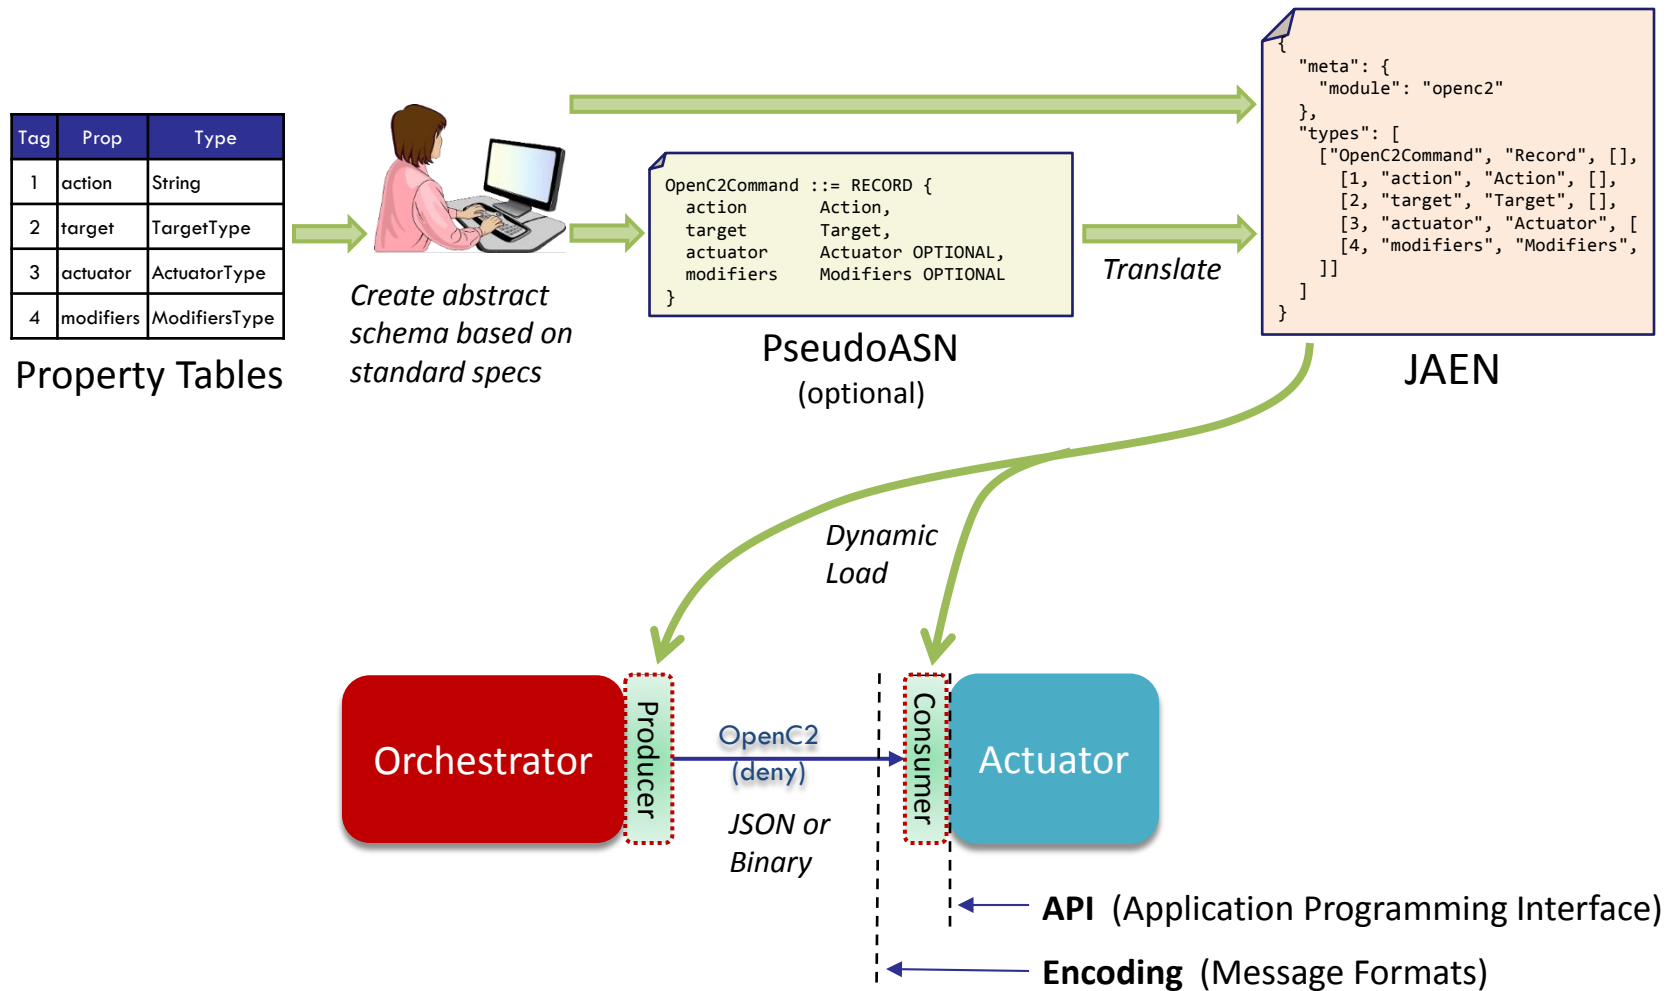 Tag Prop Type
1 action String
2 target TargetType
3 actuator ActuatorType
4 modifiers ModifiersType
Property Tables
Create abstract
schema based on
standard specs
OpenC2Command ::= RECORD {
action Action,
target Target,
actuator Actuator OPTIONAL,
modifiers Modifiers OPTIONAL
}
PseudoASN
(optional)
Translate
{
"meta": {
"module": "openc2"
},
"types": [
["OpenC2Command", "Record", [],
[1, "action", "Action", [],
[2, "target", "Target", [],
[3, "actuator", "Actuator", [
[4, "modifiers", "Modifiers",
]]
]
}
JAEN
Dynamic
Load
Orchestrator
Producer
OpenC2
(deny)
JSON or
Binary
Consumer
Actuator
API (Application Programming Interface)
Encoding (Message Formats)